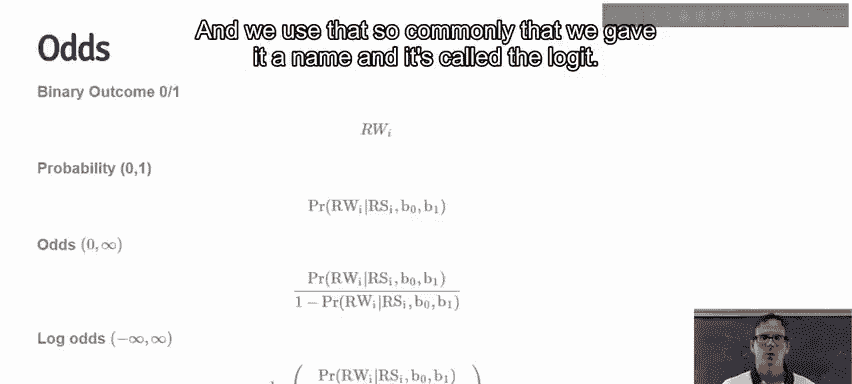 And we use that so commonly that we gave
it a name and it's called the logit.
Odds
Binary Outcome 0/1
RWᵢ
Probability (0,1)
Pr(RWᵢ|RSᵢ, b₀, b₁)
Odds (0, ∞)
Pr(RWᵢ|RSᵢ, b₀, b₁)
1 − Pr(RWᵢ|RSᵢ, b₀, b₁)
Log odds (−∞, ∞)
( Pr(RWᵢ|RSᵢ, b₀, b₁) )